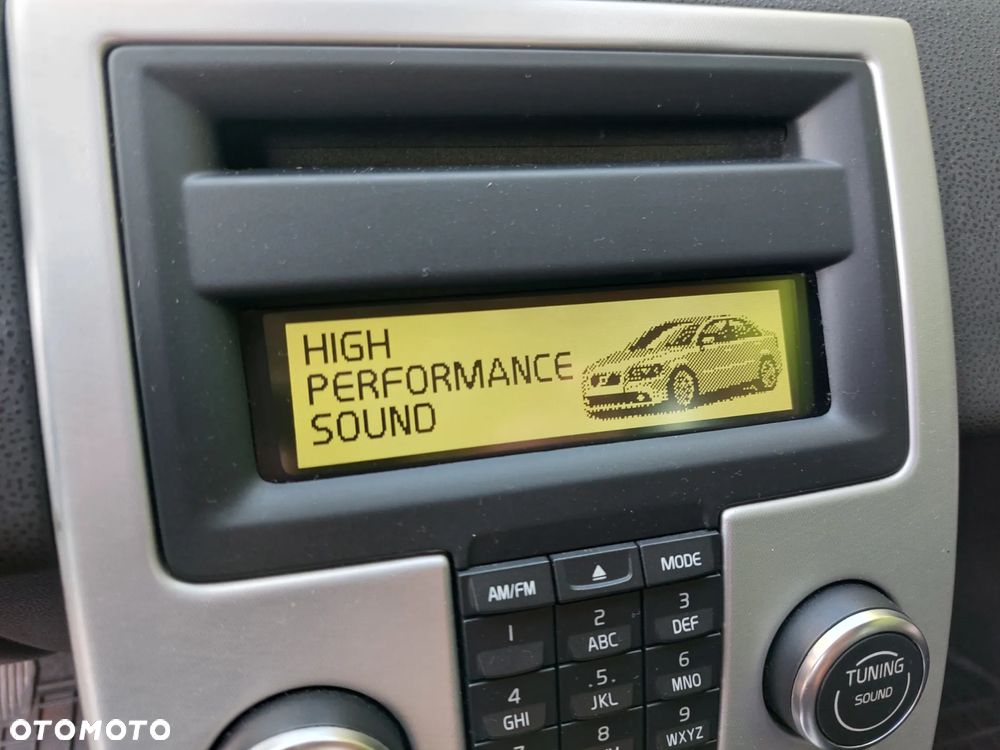 HIGH
PERFORMANCE
SOUND
AM/FM
MODE
1
2
ABC
3
DEF
4
GHI
.5.
JKL
6
MNO
8
9
WXYZ
TUNING
SOUND
OTOMOTO